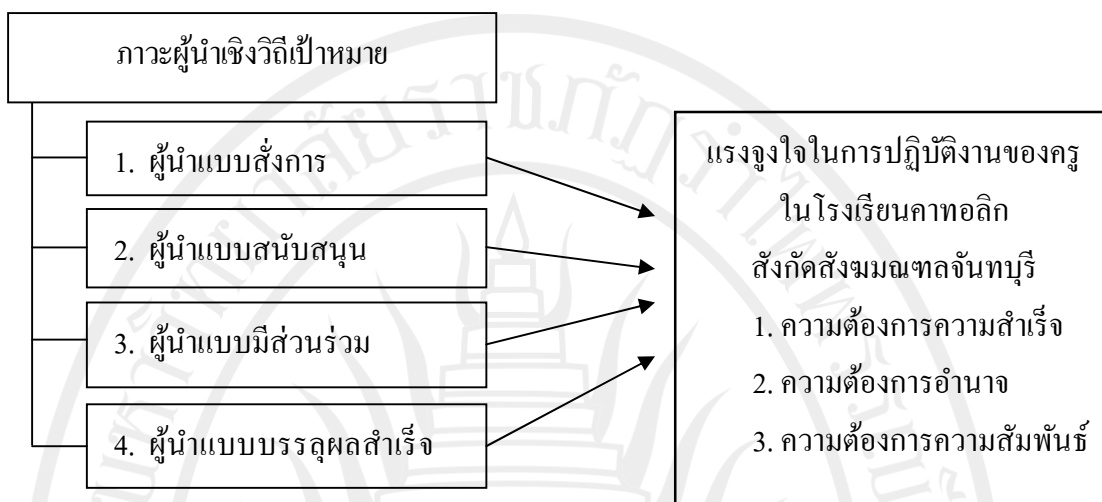 ภาวะผู้นำเชิงวิถีเป้าหมาย
1. ผู้นำแบบสั่งการ
2. ผู้นำแบบสนับสนุน
3. ผู้นำแบบมีส่วนร่วม
4. ผู้นำแบบบรรลุผลสำเร็จ
แรงจูงใจในการปฏิบัติงานของครู
ในโรงเรียนคาทอลิก
สังกัดสังฆมณฑลจันทบุรี
1. ความต้องการความสำเร็จ
2. ความต้องการอำนาจ
3. ความต้องการความสัมพันธ์